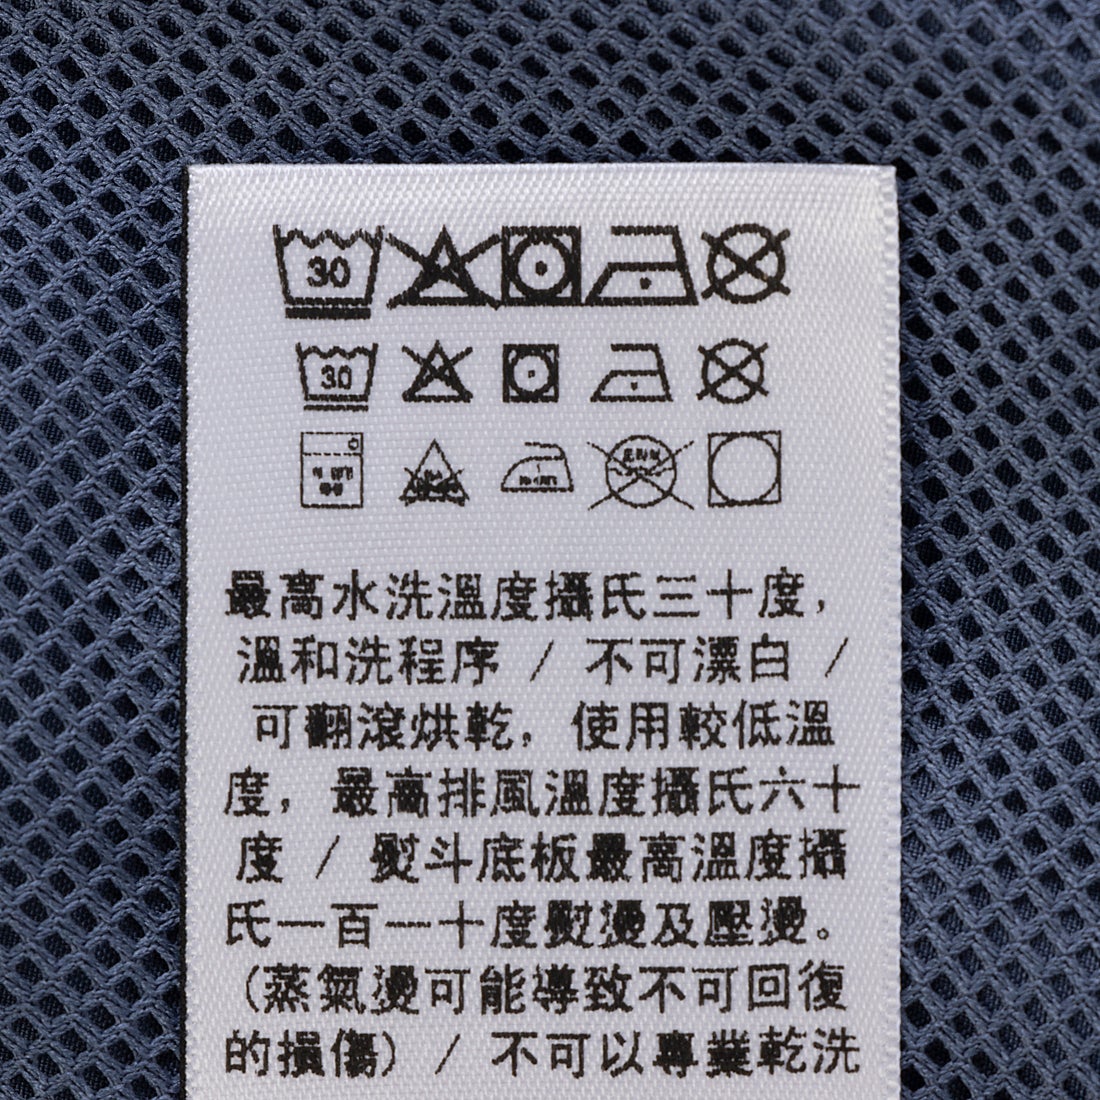 30
30
最高水洗溫度攝氏三十度，
溫和洗程序 / 不可漂白 /
可翻滾烘乾，使用較低溫
度，最高排風溫度攝氏六十
度 / 熨斗底板最高溫度攝
氏一百一十度熨燙及壓燙。
(蒸氣燙可能導致不可回復
的損傷) / 不可以專業乾洗